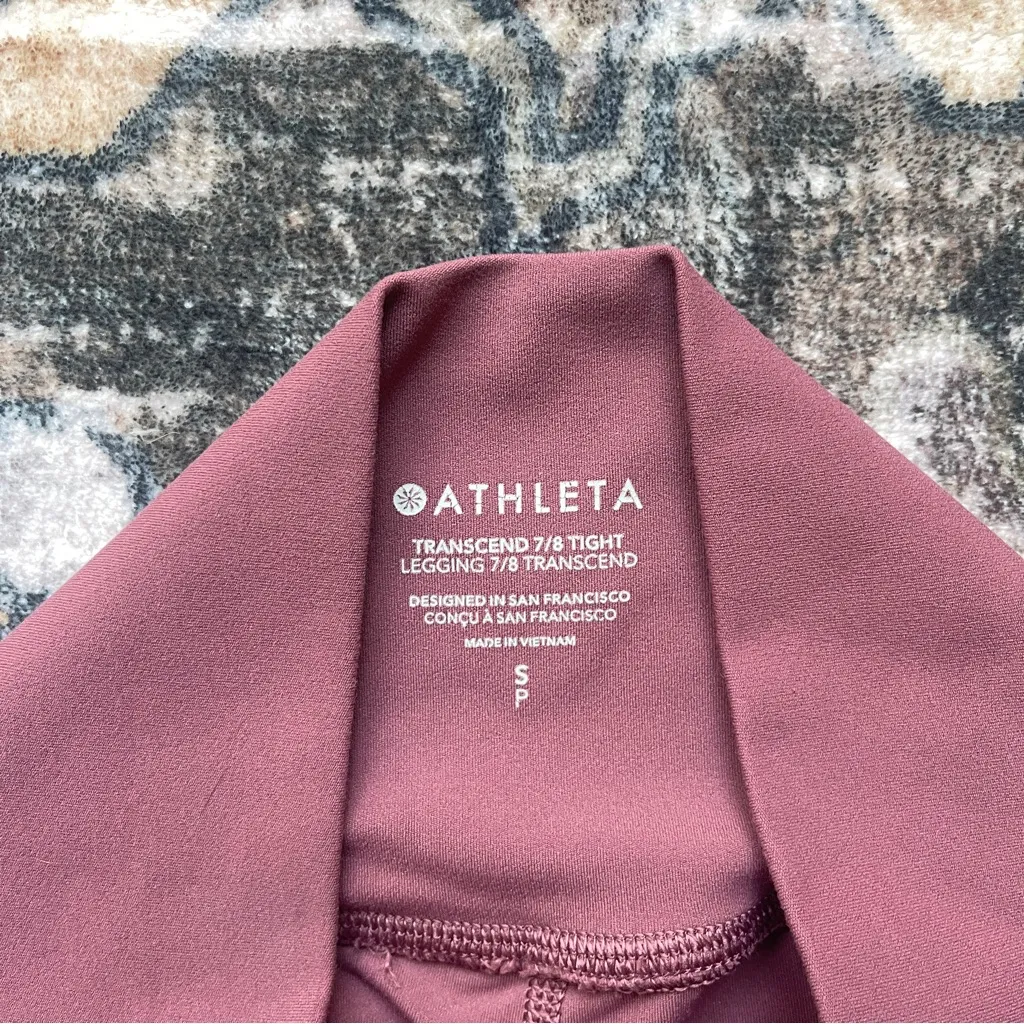 ATHLETA
TRANSCEND 7/8 TIGHT
LEGGING 7/8 TRANSCEND
DESIGNED IN SAN FRANCISCO
CONÇU À SAN FRANCISCO
MADE IN VIETNAM
S
P